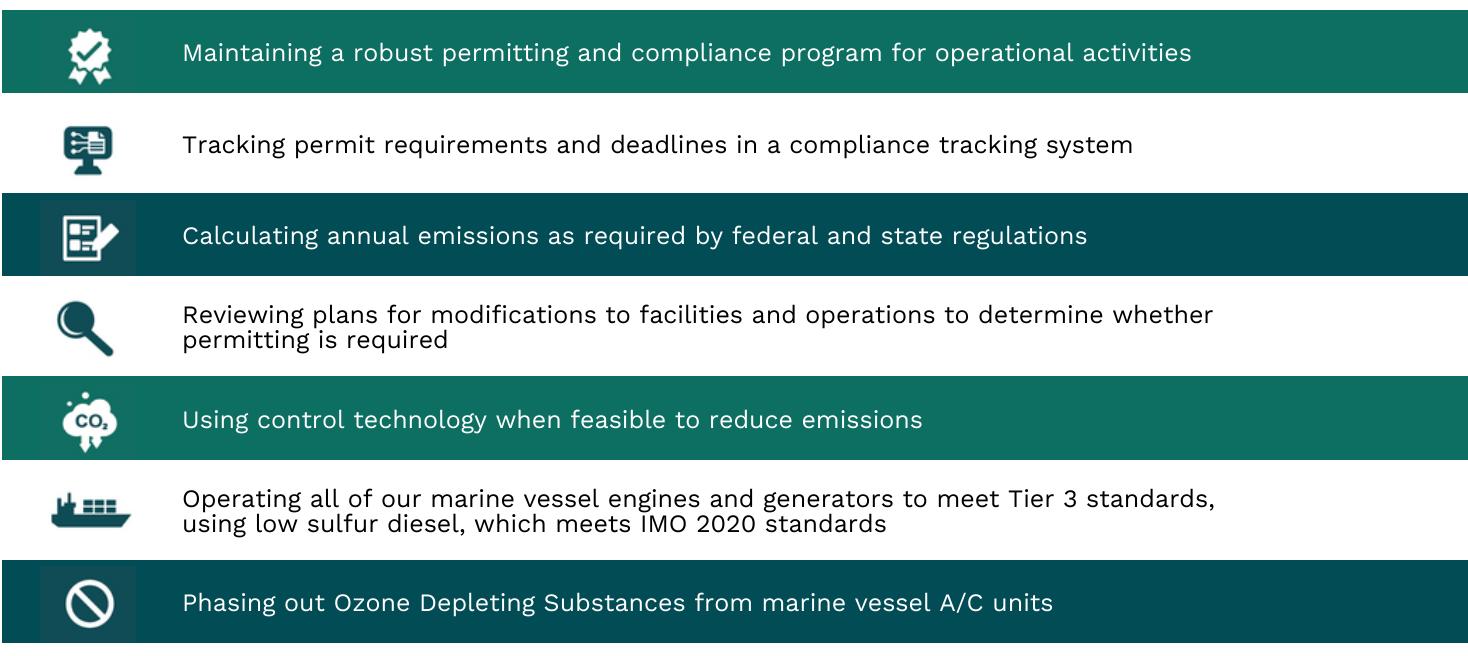 Maintaining a robust permitting and compliance program for operational activities
Tracking permit requirements and deadlines in a compliance tracking system
Calculating annual emissions as required by federal and state regulations
Reviewing plans for modifications to facilities and operations to determine whether
permitting is required
CO₂
Using control technology when feasible to reduce emissions
Operating all of our marine vessel engines and generators to meet Tier 3 standards,
using low sulfur diesel, which meets IMO 2020 standards
Phasing out Ozone Depleting Substances from marine vessel A/C units